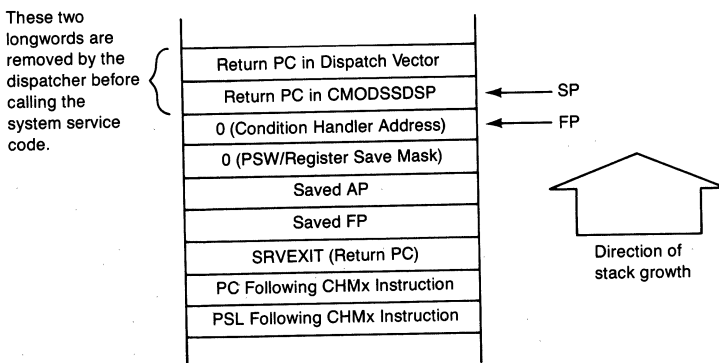 These two
longwords are
removed by the
dispatcher before
calling the
system service
code.
Return PC in Dispatch Vector
Return PC in CMODSSDSP
SP
0 (Condition Handler Address)
FP
0 (PSW/Register Save Mask)
Saved AP
Saved FP
SRVEXIT (Return PC)
PC Following CHMx Instruction
PSL Following CHMx Instruction
Direction of
stack growth